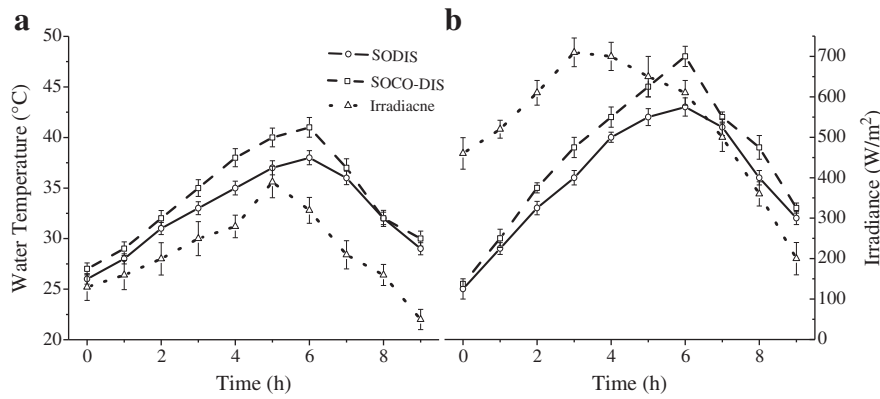 a
b
50
45
40
35
30
25
20
Water Temperature (°C)
SODIS
SOCO-DIS
Irradiacne
700
600
500
400
300
200
100
0
Irradiance (W/m²)
0 2 4 6 8
0 2 4 6 8
Time (h)
Time (h)